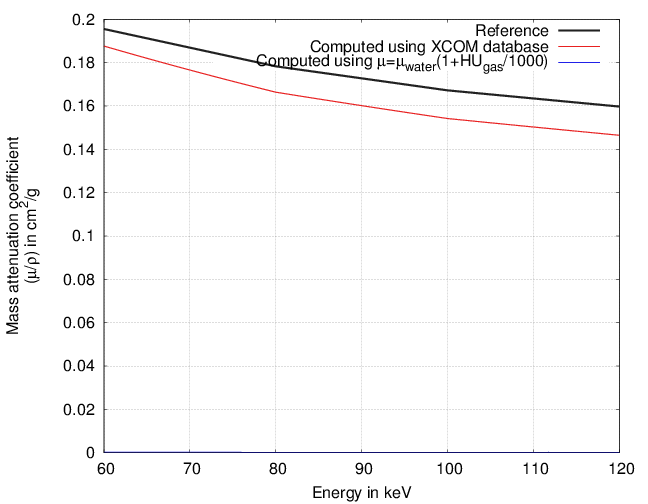 Reference
Computed using XCOM database
Computed using μ=μwater(1+HUgas/1000)
0.2
0.18
0.16
0.14
0.12
0.1
0.08
0.06
0.04
0.02
0
60 70 80 90 100 110 120
Energy in keV
Mass attenuation coefficient
(μ/ρ) in cm2/g